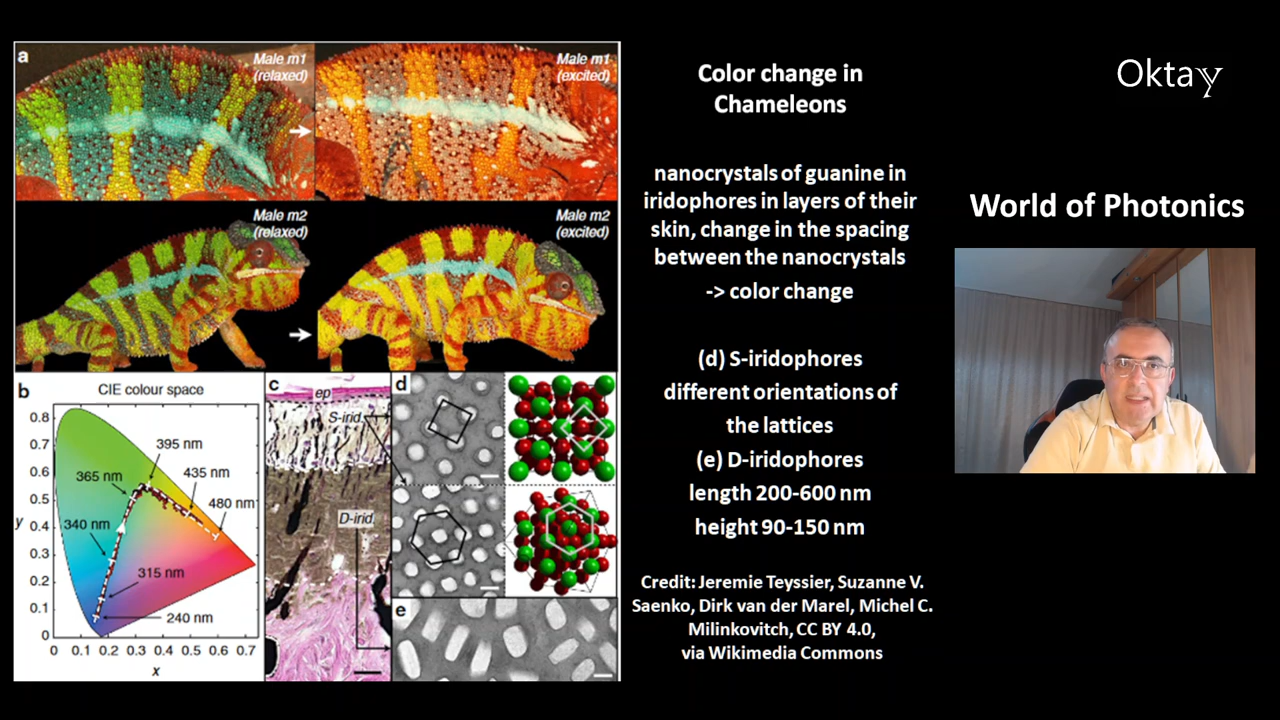 a
Male m1
(relaxed)
Male m1
(excited)
Male m2
(relaxed)
Male m2
(excited)
b
CIE colour space
0.8
0.7
0.6
0.5
y
0.4
0.3
0.2
0.1
0
0
0.1
0.2
0.3
0.4
0.5
0.6
0.7
x
395 nm
365 nm
435 nm
480 nm
340 nm
315 nm
240 nm
c
ep
S-irid.
D-irid.
d
e
Color change in
Chameleons
nanocrystals of guanine in
iridophores in layers of their
skin, change in the spacing
between the nanocrystals
-> color change
(d) S-iridophores
different orientations of
the lattices
(e) D-iridophores
length 200-600 nm
height 90-150 nm
Credit: Jeremie Teyssier, Suzanne V.
Saenko, Dirk van der Marel, Michel C.
Milinkovitch, CC BY 4.0,
via Wikimedia Commons
Oktay
World of Photonics